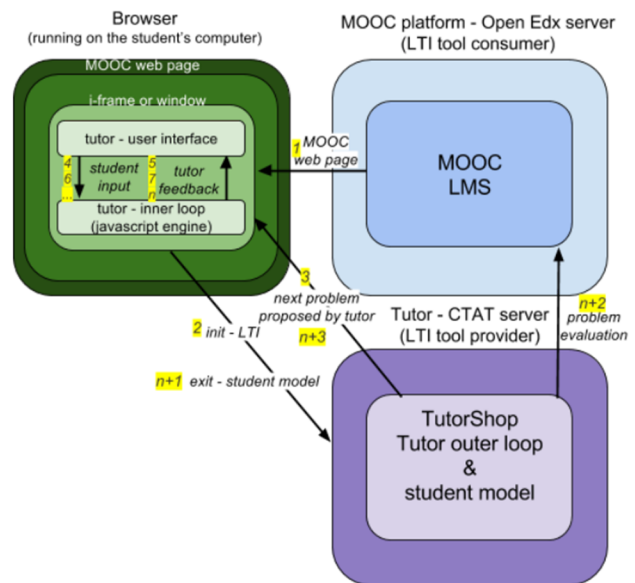 Browser
(running on the student's computer)
MOOC web page
i-frame or window
tutor - user interface
4
6
...
student
input
5
7
n
tutor
feedback
tutor - inner loop
(javascript engine)
MOOC platform - Open Edx server
(LTI tool consumer)
1 MOOC
web page
MOOC
LMS
3
next problem
proposed by tutor
n+3
2 init - LTI
n+1 exit - student model
n+2
problem
evaluation
Tutor - CTAT server
(LTI tool provider)
TutorShop
Tutor outer loop
&
student model